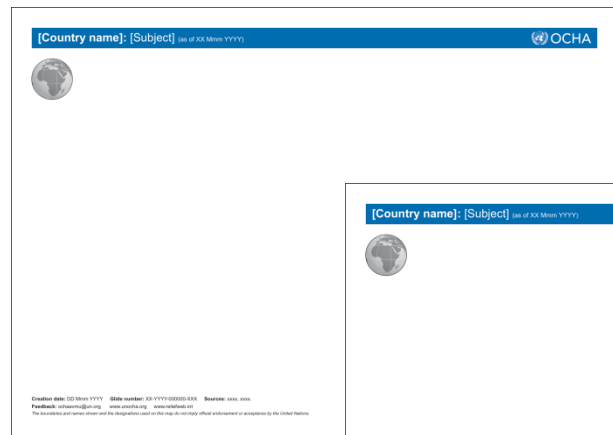 [Country name]: [Subject] (as of XX Mmm YYYY)
OCHA
[Country name]: [Subject] (as of XX Mmm YYYY)
Creation date: DD Mmm YYYY Glide number: XX-YYYY-000000-XXX Sources: xxxx, xxxx.
Feedback: ochavmu@un.org www.unocha.org www.reliefweb.int
The boundaries and names shown and the designations used on this map do not imply official endorsement or acceptance by the United Nations.